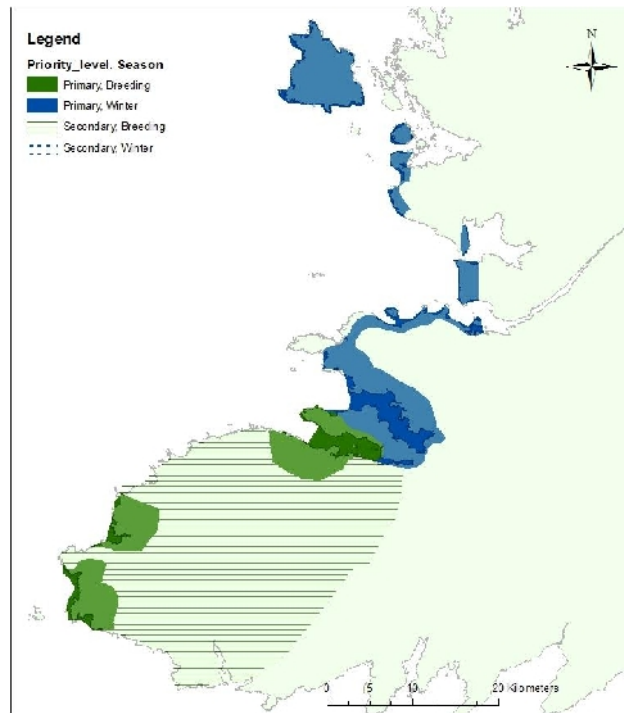 Legend
N
Priority_level. Season
Primary, Breeding
Primary, Winter
Secondary, Breeding
Secondary, Winter
0 5 10 20 Kilometers